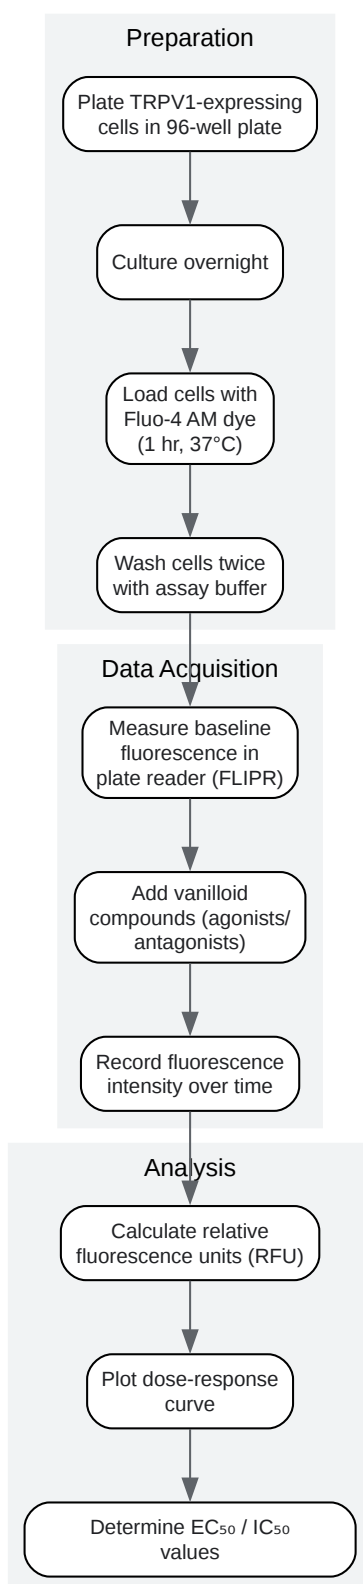 Preparation
Plate TRPV1-expressing
cells in 96-well plate
Culture overnight
Load cells with
Fluo-4 AM dye
(1 hr, 37°C)
Wash cells twice
with assay buffer
Data Acquisition
Measure baseline
fluorescence in
plate reader (FLIPR)
Add vanilloid
compounds (agonists/
antagonists)
Record fluorescence
intensity over time
Analysis
Calculate relative
fluorescence units (RFU)
Plot dose-response
curve
Determine EC₅₀ / IC₅₀
values